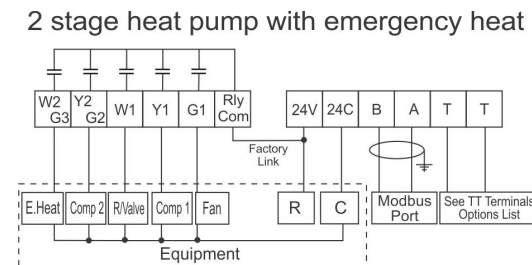 2 stage heat pump with emergency heat
W2 Y2 W1 Y1 G1 Rly 24V 24C B A T T
G3 G2 Com
Factory
Link
E.Heat Comp 2 R/Valve Comp 1 Fan R C Modbus See TT Terminals
Port Options List
Equipment